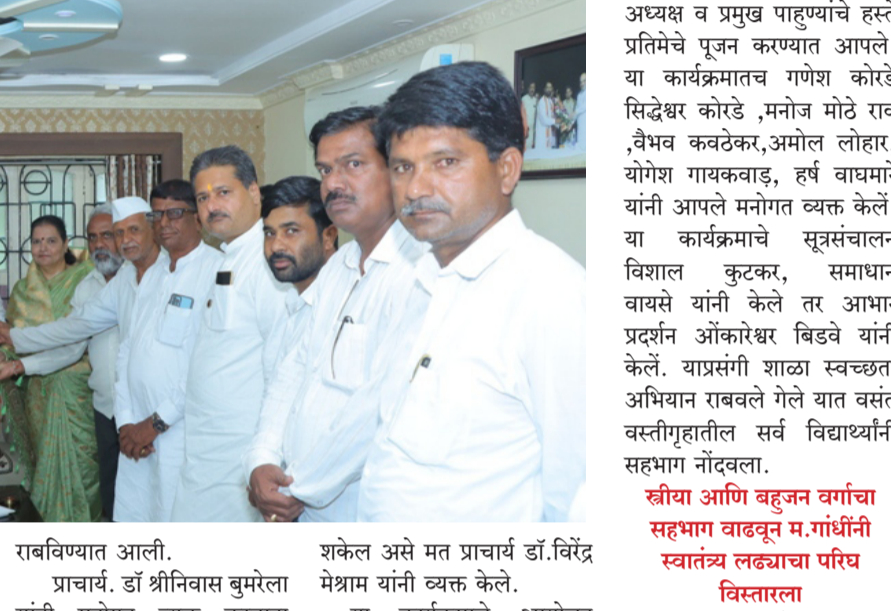 राबविण्यात आली.
प्राचार्य. डॉ श्रीनिवास बुमरेला
शकेल असे मत प्राचार्य डॉ.विरेंद्र
मेश्राम यांनी व्यक्त केले.
अध्यक्ष व प्रमुख पाहुण्यांचे हस्ते
प्रतिमेचे पूजन करण्यात आपले
या कार्यक्रमातच गणेश कोरडे
सिद्धेश्वर कोरडे ,मनोज मोठे
,वैभव कवठेकर,अमोल लोहार
योगेश गायकवाड़, हर्ष वाघमारे
यांनी आपले मनोगत व्यक्त केलें
या कार्यक्रमाचे सूत्रसंचालन
विशाल कुटकर, समाधान
वायसे यांनी केले तर आभार
प्रदर्शन ओंकारेश्वर बिडवे यांनी
केलें. याप्रसंगी शाळा स्वच्छता
अभियान राबवले गेले यात वसंत
वस्तीगृहातील सर्व विद्यार्थ्यांनी
सहभाग नोंदवला.
स्त्रीया आणि बहुजन वर्गाचा
सहभाग वाढवून म.गांधींनी
स्वातंत्र्य लढ्याचा परिघ
विस्तारला